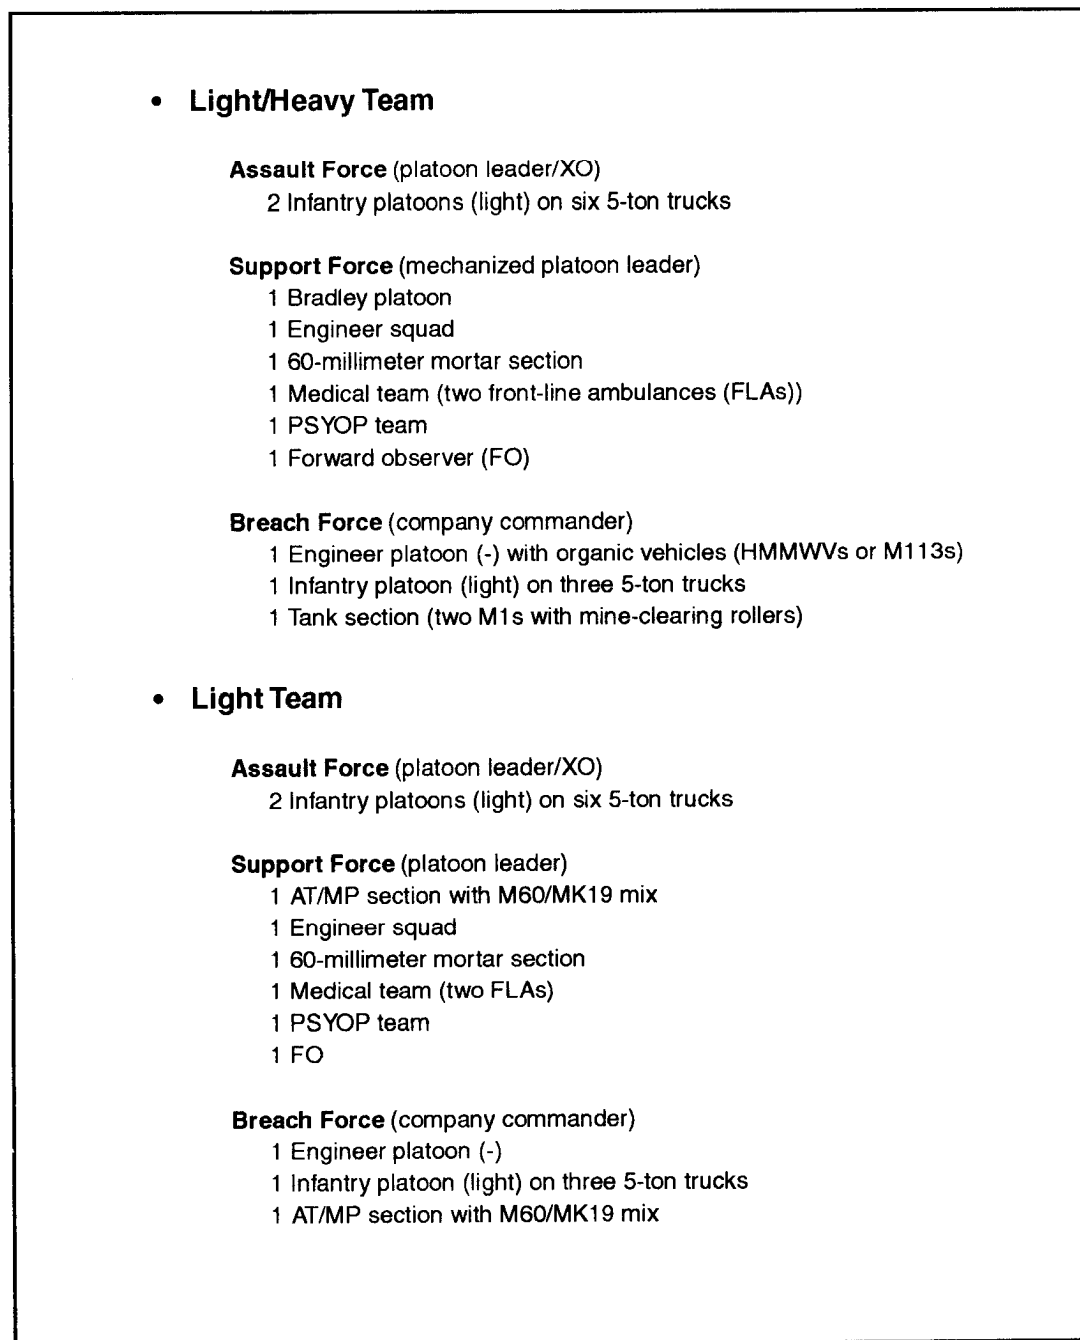 • Light/Heavy Team
Assault Force (platoon leader/XO)
2 Infantry platoons (light) on six 5-ton trucks
Support Force (mechanized platoon leader)
1 Bradley platoon
1 Engineer squad
1 60-millimeter mortar section
1 Medical team (two front-line ambulances (FLAs))
1 PSYOP team
1 Forward observer (FO)
Breach Force (company commander)
1 Engineer platoon (-) with organic vehicles (HMMWVs or M113s)
1 Infantry platoon (light) on three 5-ton trucks
1 Tank section (two M1s with mine-clearing rollers)
• Light Team
Assault Force (platoon leader/XO)
2 Infantry platoons (light) on six 5-ton trucks
Support Force (platoon leader)
1 AT/MP section with M60/MK19 mix
1 Engineer squad
1 60-millimeter mortar section
1 Medical team (two FLAs)
1 PSYOP team
1 FO
Breach Force (company commander)
1 Engineer platoon (-)
1 Infantry platoon (light) on three 5-ton trucks
1 AT/MP section with M60/MK19 mix